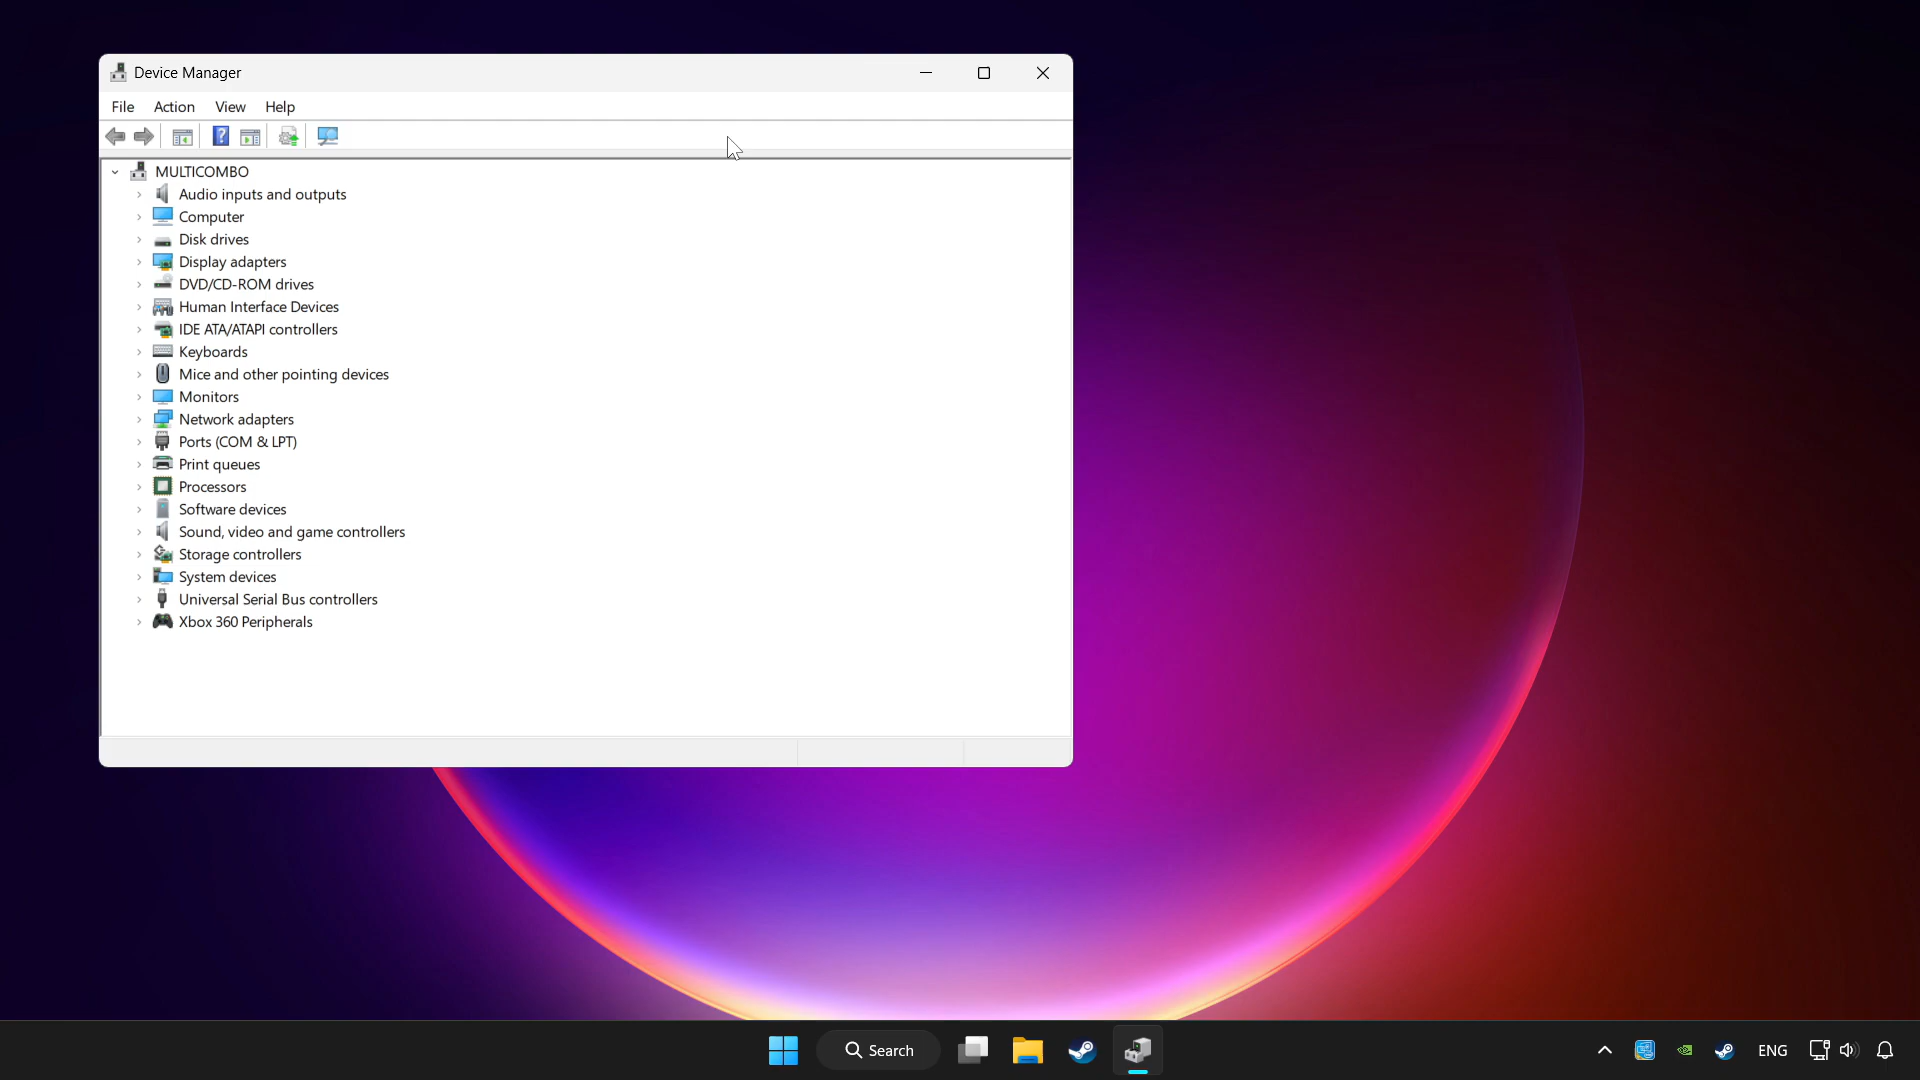 Device Manager
File Action View Help
?
MULTICOMBO
Audio inputs and outputs
Computer
Disk drives
Display adapters
DVD/CD-ROM drives
Human Interface Devices
IDE ATA/ATAPI controllers
Keyboards
Mice and other pointing devices
Monitors
Network adapters
Ports (COM & LPT)
Print queues
Processors
Software devices
Sound, video and game controllers
Storage controllers
System devices
Universal Serial Bus controllers
Xbox 360 Peripherals
Search
ENG